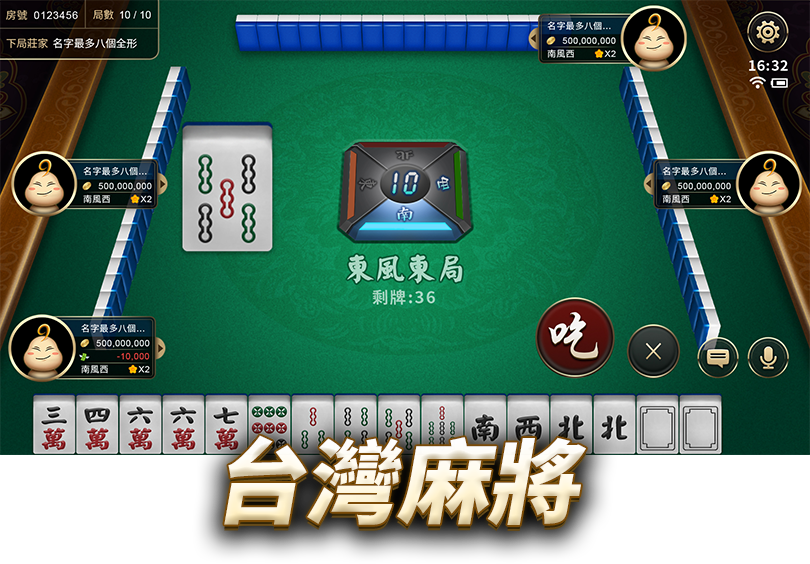 房號 0123456 局數 10 / 10
下局莊家 名字最多八個全形
名字最多八個...
500,000,000
南風西 X2
16:32
名字最多八個...
500,000,000
南風西 X2
名字最多八個...
500,000,000
南風西 X2
10
南
東風東局
剩牌:36
名字最多八個...
500,000,000
-10,000
南風西 X2
吃
三萬 四萬 六萬 六萬 七萬 南 西 北 北
台灣麻將